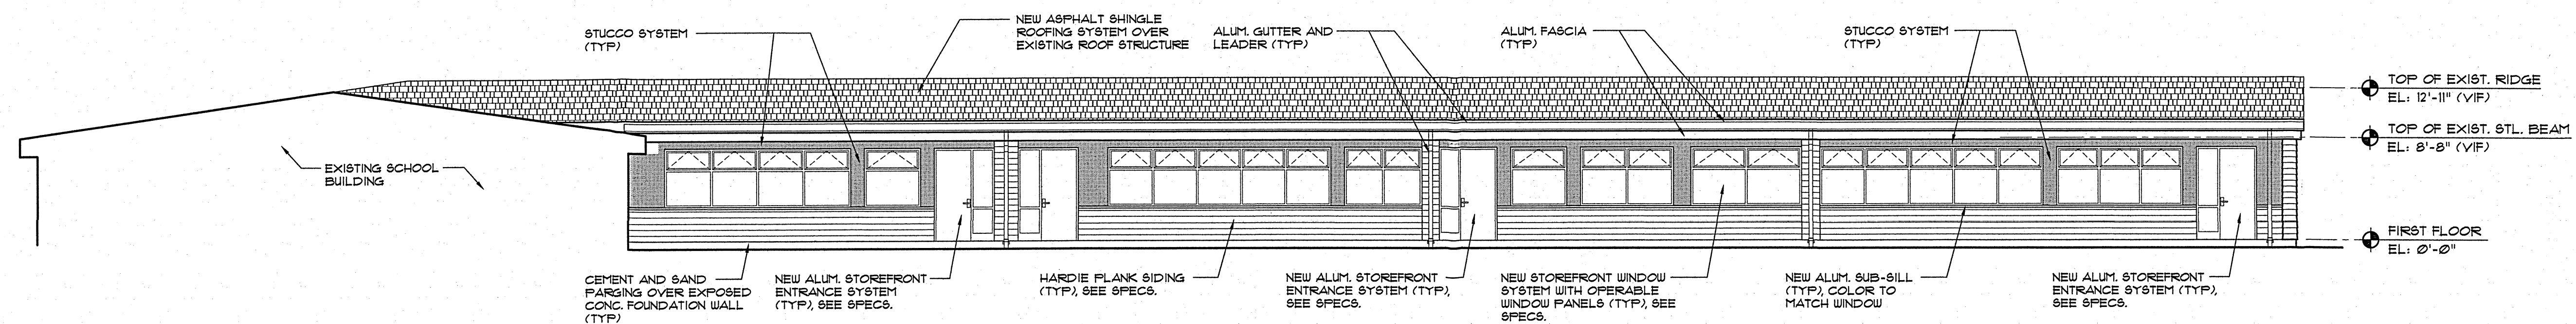 STUCCO SYSTEM
(TYP)
NEW ASPHALT SHINGLE
ROOFING SYSTEM OVER
EXISTING ROOF STRUCTURE
ALUM. GUTTER AND
LEADER (TYP)
ALUM. FASCIA
(TYP)
STUCCO SYSTEM
(TYP)
TOP OF EXIST. RIDGE
EL: 12'-11" (VIF)
TOP OF EXIST. STL. BEAM
EL: 8'-8" (VIF)
EXISTING SCHOOL
BUILDING
FIRST FLOOR
EL: 0'-0"
CEMENT AND SAND
PARGING OVER EXPOSED
CONC. FOUNDATION WALL
(TYP)
NEW ALUM. STOREFRONT
ENTRANCE SYSTEM
(TYP), SEE SPECS.
HARDIE PLANK SIDING
(TYP), SEE SPECS.
NEW ALUM. STOREFRONT
ENTRANCE SYSTEM (TYP),
SEE SPECS.
NEW STOREFRONT WINDOW
SYSTEM WITH OPERABLE
WINDOW PANELS (TYP), SEE
SPECS.
NEW ALUM. SUB-SILL
(TYP), COLOR TO
MATCH WINDOW
NEW ALUM. STOREFRONT
ENTRANCE SYSTEM (TYP),
SEE SPECS.